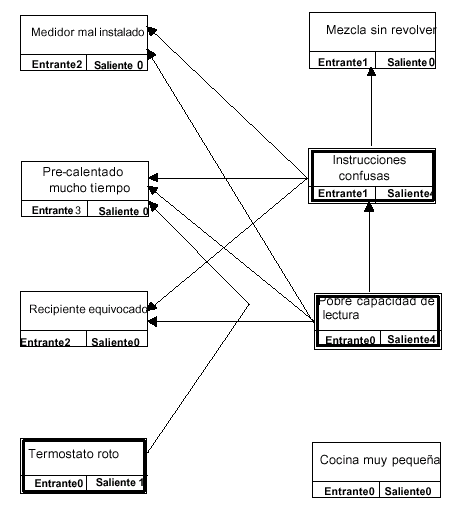 Medidor mal instalado
Entrante2 Saliente 0
Mezcla sin revolver
Entrante1 Saliente0
Pre-calentado
mucho tiempo
Entrante 3 Saliente 0
Instrucciones
confusas
Entrante1 Saliente4
Recipiente equivocado
Entrante2 Saliente0
Pobre capacidad de
lectura
Entrante0 Saliente4
Termostato roto
Entrante0 Saliente 1
Cocina muy pequeña
Entrante0 Saliente0